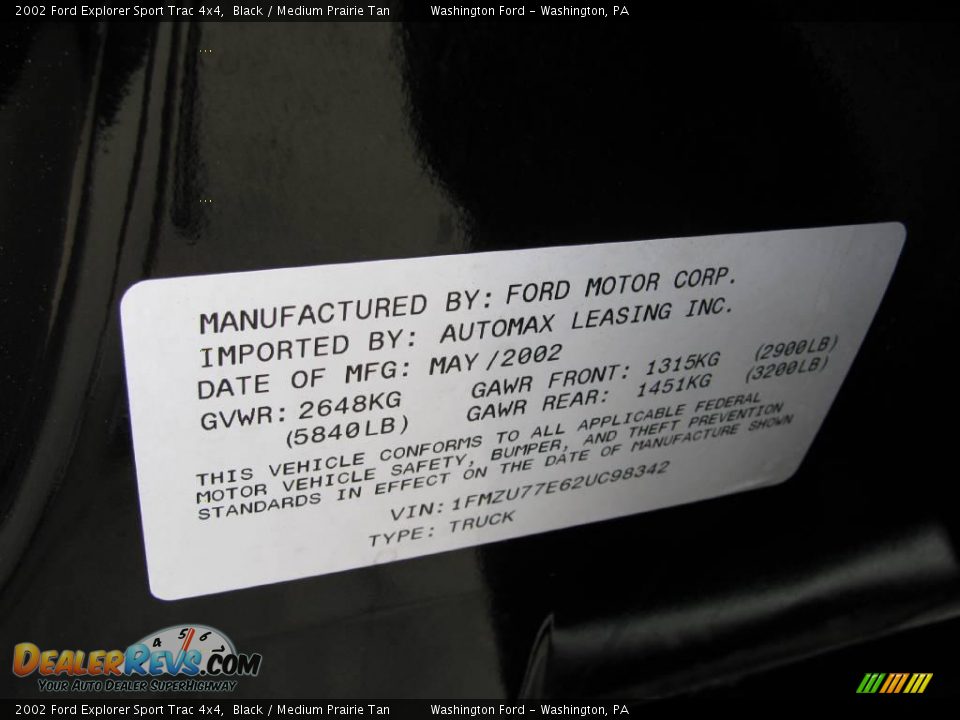 2002 Ford Explorer Sport Trac 4x4, Black / Medium Prairie Tan Washington Ford - Washington, PA
MANUFACTURED BY: FORD MOTOR CORP.
IMPORTED BY: AUTOMAX LEASING INC.
DATE OF MFG: MAY/2002
GVWR: 2648KG GAWR FRONT: 1315KG (2900LB)
(5840LB) GAWR REAR: 1451KG (3200LB)
THIS VEHICLE CONFORMS TO ALL APPLICABLE FEDERAL
MOTOR VEHICLE SAFETY, BUMPER, AND THEFT PREVENTION
STANDARDS IN EFFECT ON THE DATE OF MANUFACTURE SHOWN
VIN: 1FMZU77E62UC98342
TYPE: TRUCK
4 5 6
DEALERREVS.COM
Your Auto Dealer SuperHighway
2002 Ford Explorer Sport Trac 4x4, Black / Medium Prairie Tan Washington Ford - Washington, PA